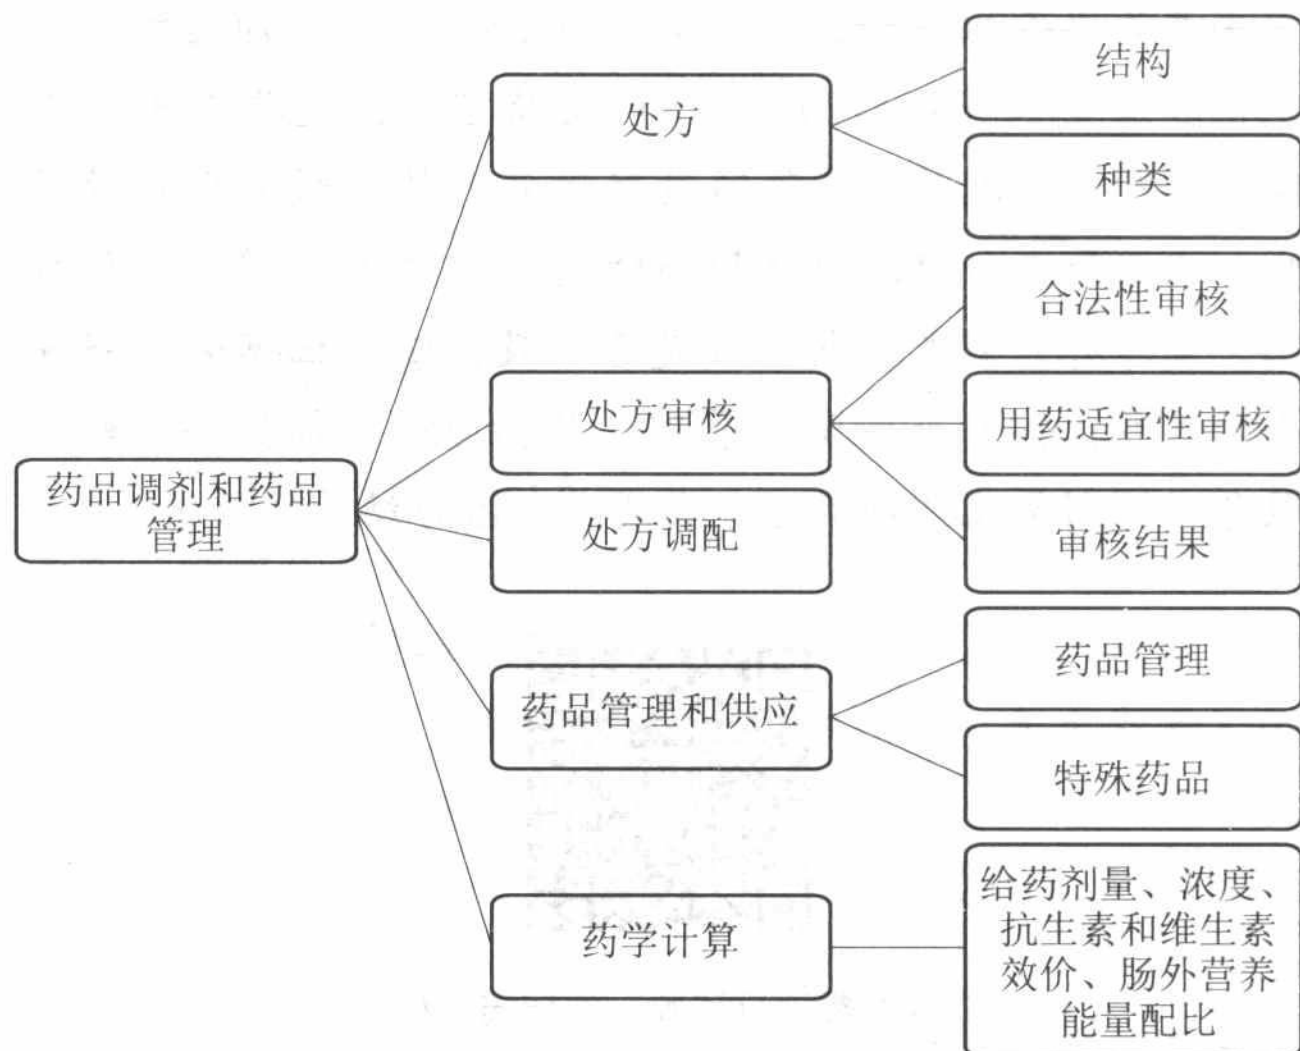 药品调剂和药品
管理
处方
结构
种类
处方审核
合法性审核
用药适宜性审核
审核结果
处方调配
药品管理和供应
药品管理
特殊药品
药学计算
给药剂量、浓度、
抗生素和维生素
效价、肠外营养
能量配比